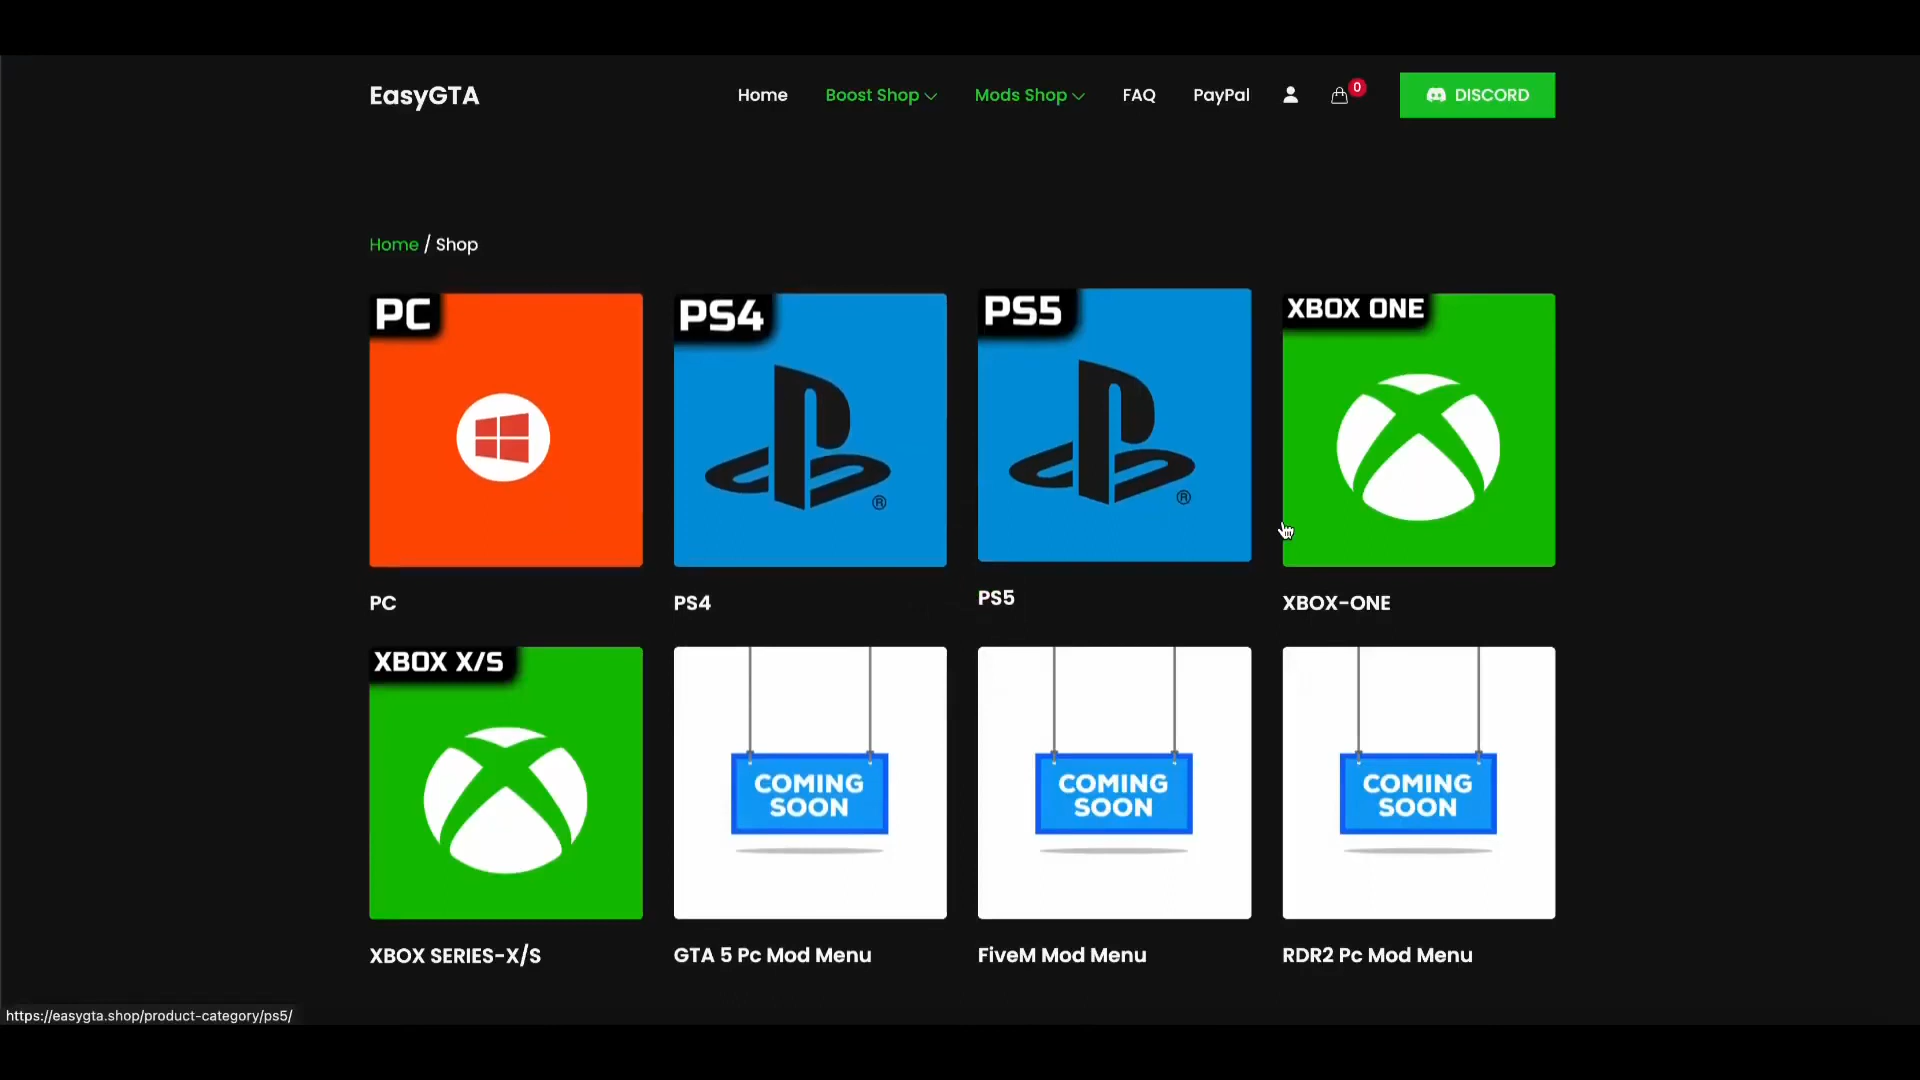 EasyGTA
Home
Boost Shop
Mods Shop
FAQ
PayPal
0
DISCORD
Home / Shop
PC
PS4
PS5
XBOX ONE
®
®
PC
PS4
PS5
XBOX-ONE
XBOX X/S
COMING
SOON
COMING
SOON
COMING
SOON
XBOX SERIES-X/S
GTA 5 Pc Mod Menu
FiveM Mod Menu
RDR2 Pc Mod Menu
https://easygta.shop/product-category/ps5/